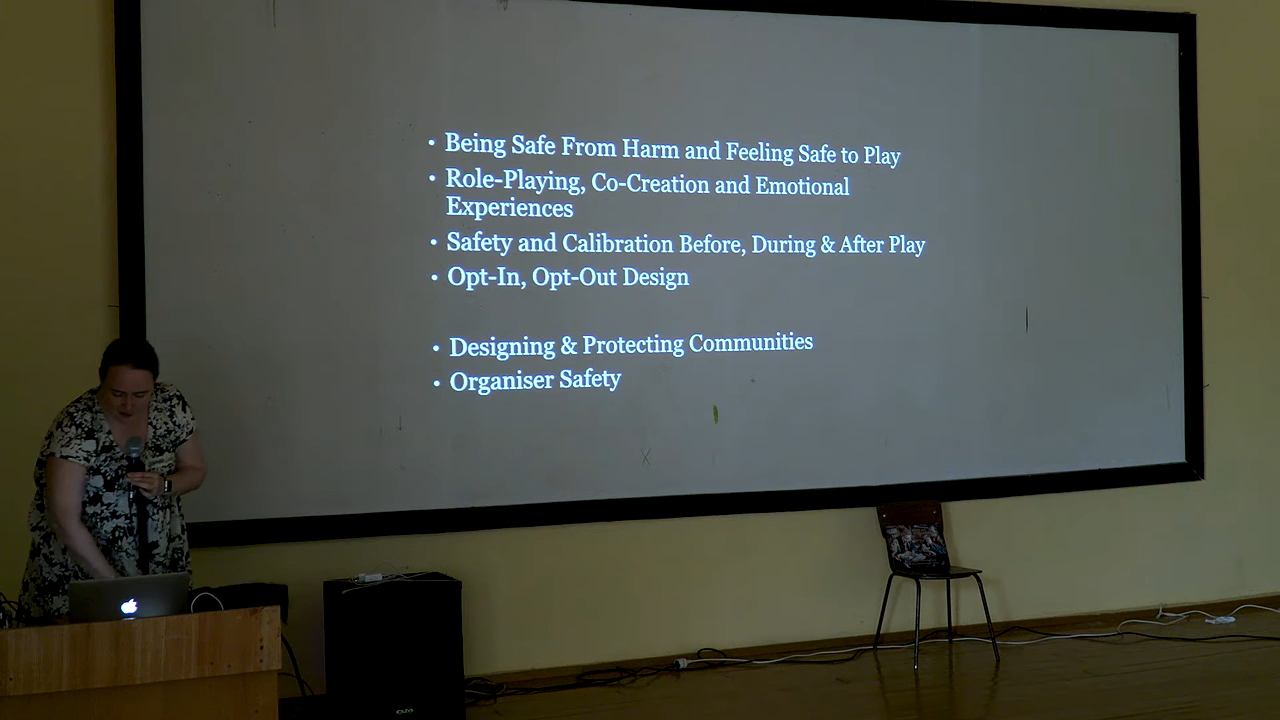 • Being Safe From Harm and Feeling Safe to Play
• Role-Playing, Co-Creation and Emotional
Experiences
• Safety and Calibration Before, During & After Play
• Opt-In, Opt-Out Design
• Designing & Protecting Communities
• Organiser Safety